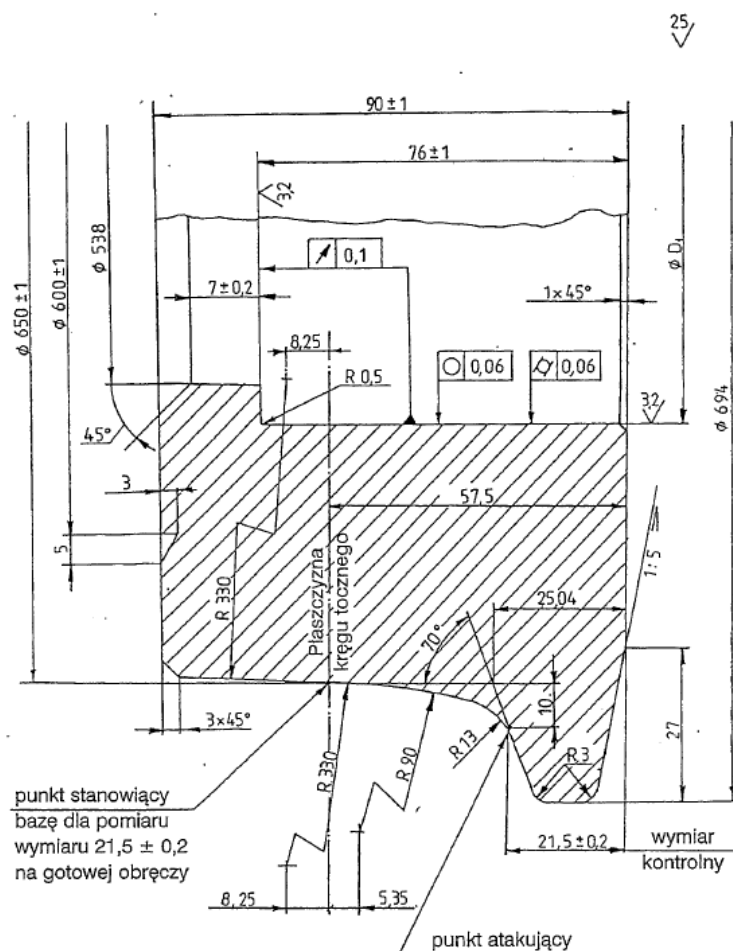 25
90±1
76±1
3,2
0,1
ø 538
7±0,2
ø 600±1
ø 650±1
8,25
1×45°
ø D₁
R 0,5
0,06
0,06
3,2
ø 694
45°
3
57,5
5
1:5
R 330
Płaszczyzna
kręgu tocznego
25,04
70°
10
3×45°
27
R 13
R3
R 330
R 90
punkt stanowiący
bazę dla pomiaru
wymiaru 21,5 ± 0,2
na gotowej obręczy
21,5±0,2
wymiar
kontrolny
8,25
5,35
punkt atakujący